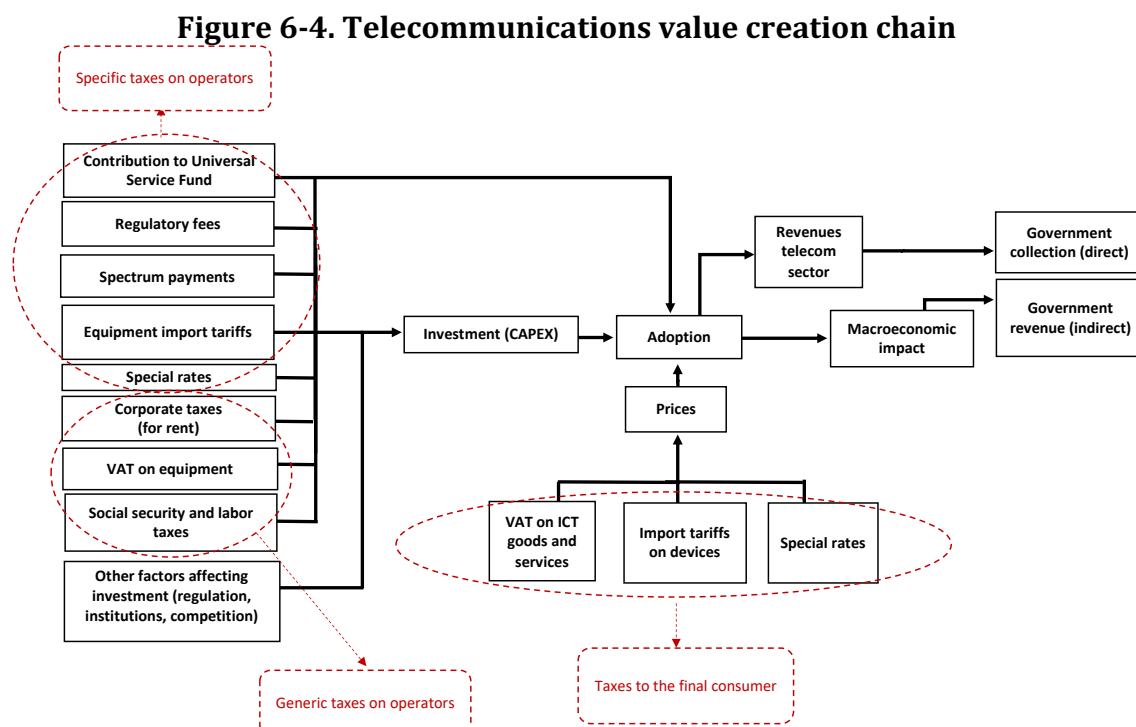 Figure 6-4. Telecommunications value creation chain
Specific taxes on operators
Contribution to Universal
Service Fund
Regulatory fees
Spectrum payments
Equipment import tariffs
Special rates
Corporate taxes
(for rent)
VAT on equipment
Social security and labor
taxes
Other factors affecting
investment (regulation,
institutions, competition)
Generic taxes on operators
Investment (CAPEX)
Adoption
Prices
VAT on ICT
goods and
services
Import tariffs
on devices
Special rates
Taxes to the final consumer
Revenues
telecom
sector
Macroeconomic
impact
Government
collection (direct)
Government
revenue (indirect)